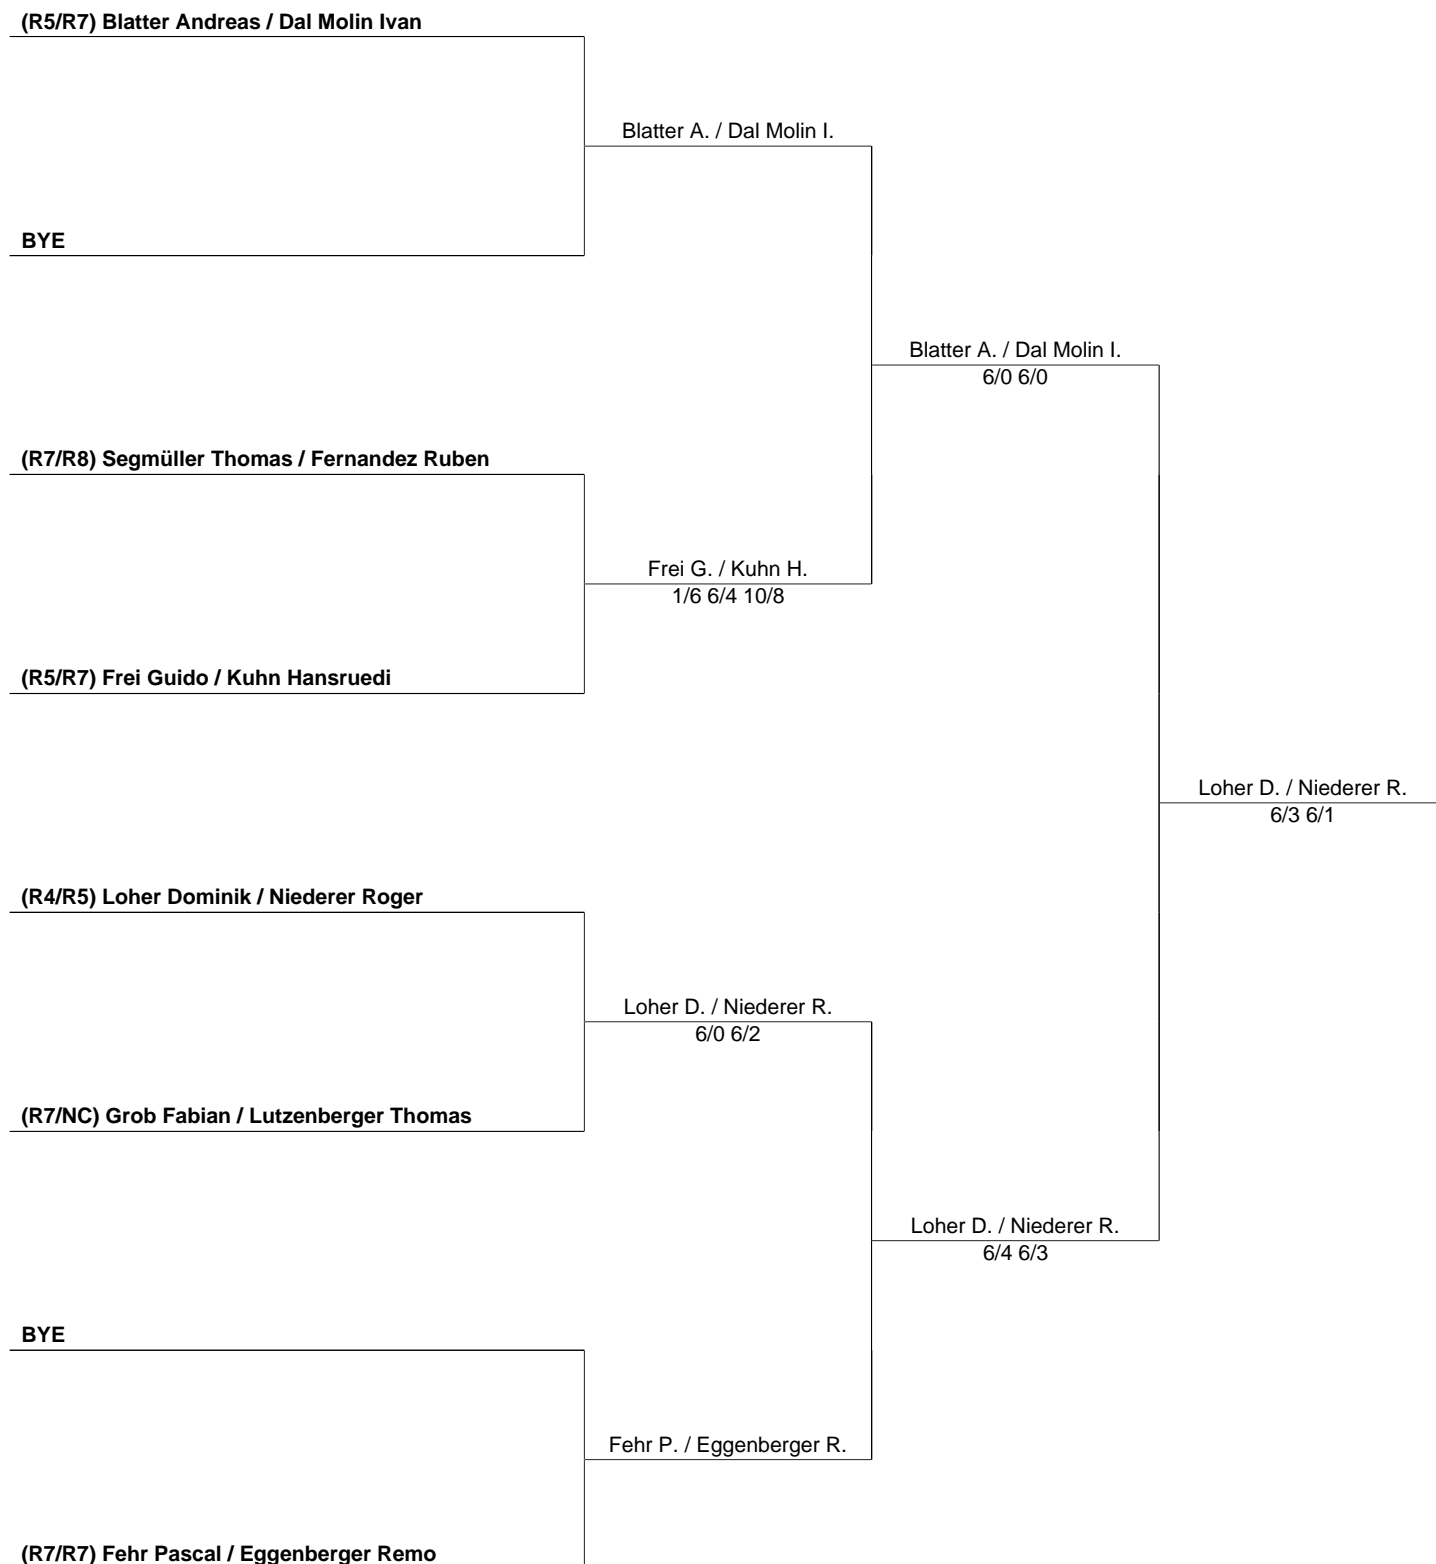 (R5/R7) Blatter Andreas / Dal Molin Ivan
Blatter A. / Dal Molin I.
BYE
Blatter A. / Dal Molin I.
6/0 6/0
(R7/R8) Segmüller Thomas / Fernandez Ruben
Frei G. / Kuhn H.
1/6 6/4 10/8
(R5/R7) Frei Guido / Kuhn Hansruedi
Loher D. / Niederer R.
6/3 6/1
(R4/R5) Loher Dominik / Niederer Roger
Loher D. / Niederer R.
6/0 6/2
(R7/NC) Grob Fabian / Lutzenberger Thomas
Loher D. / Niederer R.
6/4 6/3
BYE
Fehr P. / Eggenberger R.
(R7/R7) Fehr Pascal / Eggenberger Remo